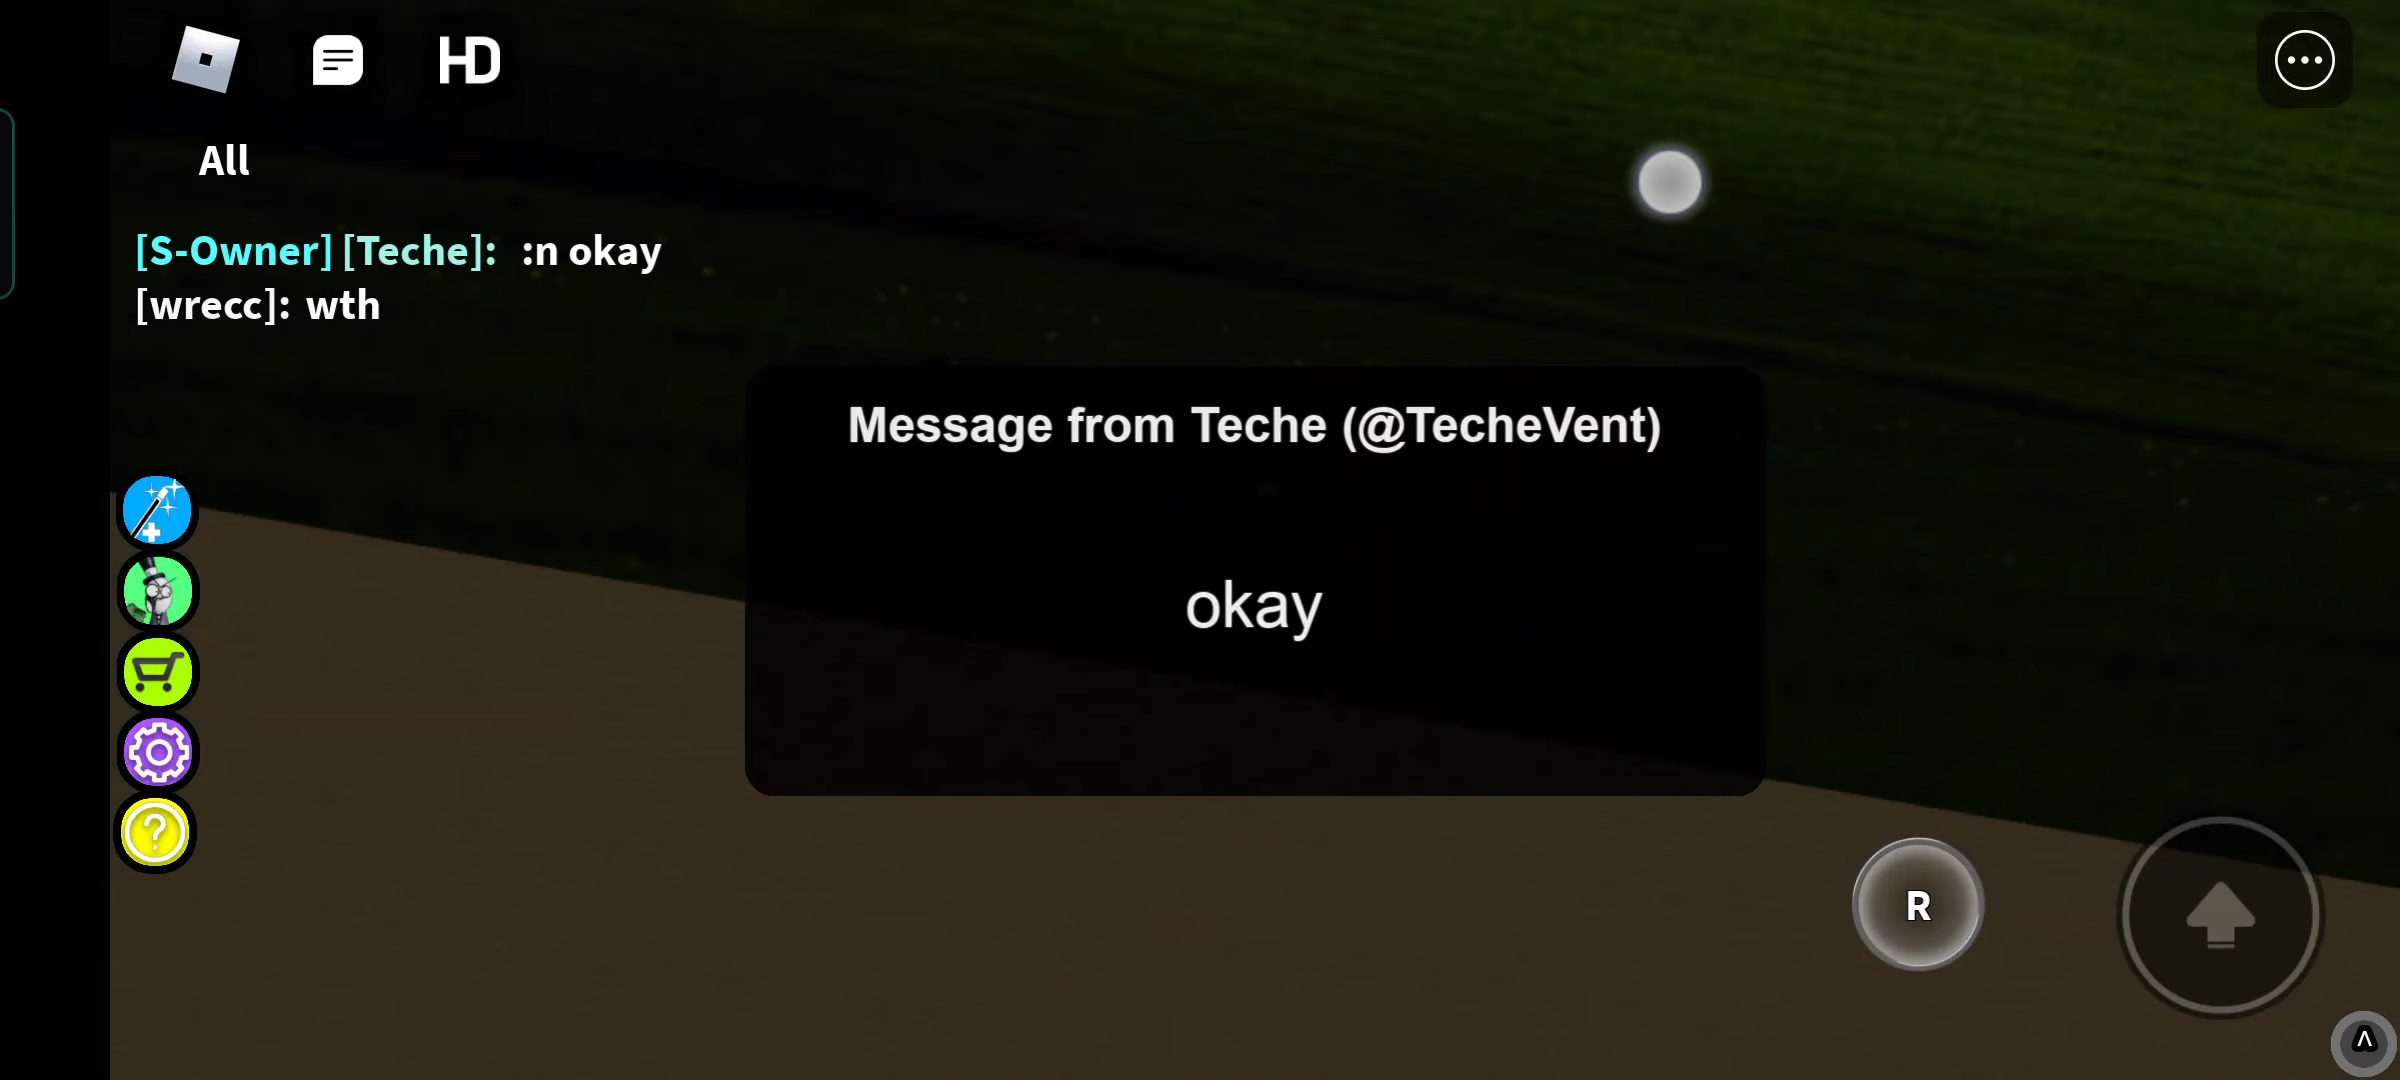 HD
All
[S-Owner] [Teche]: :n okay
[wrecc]: wth
Message from Teche (@TecheVent)
okay
?
R
^